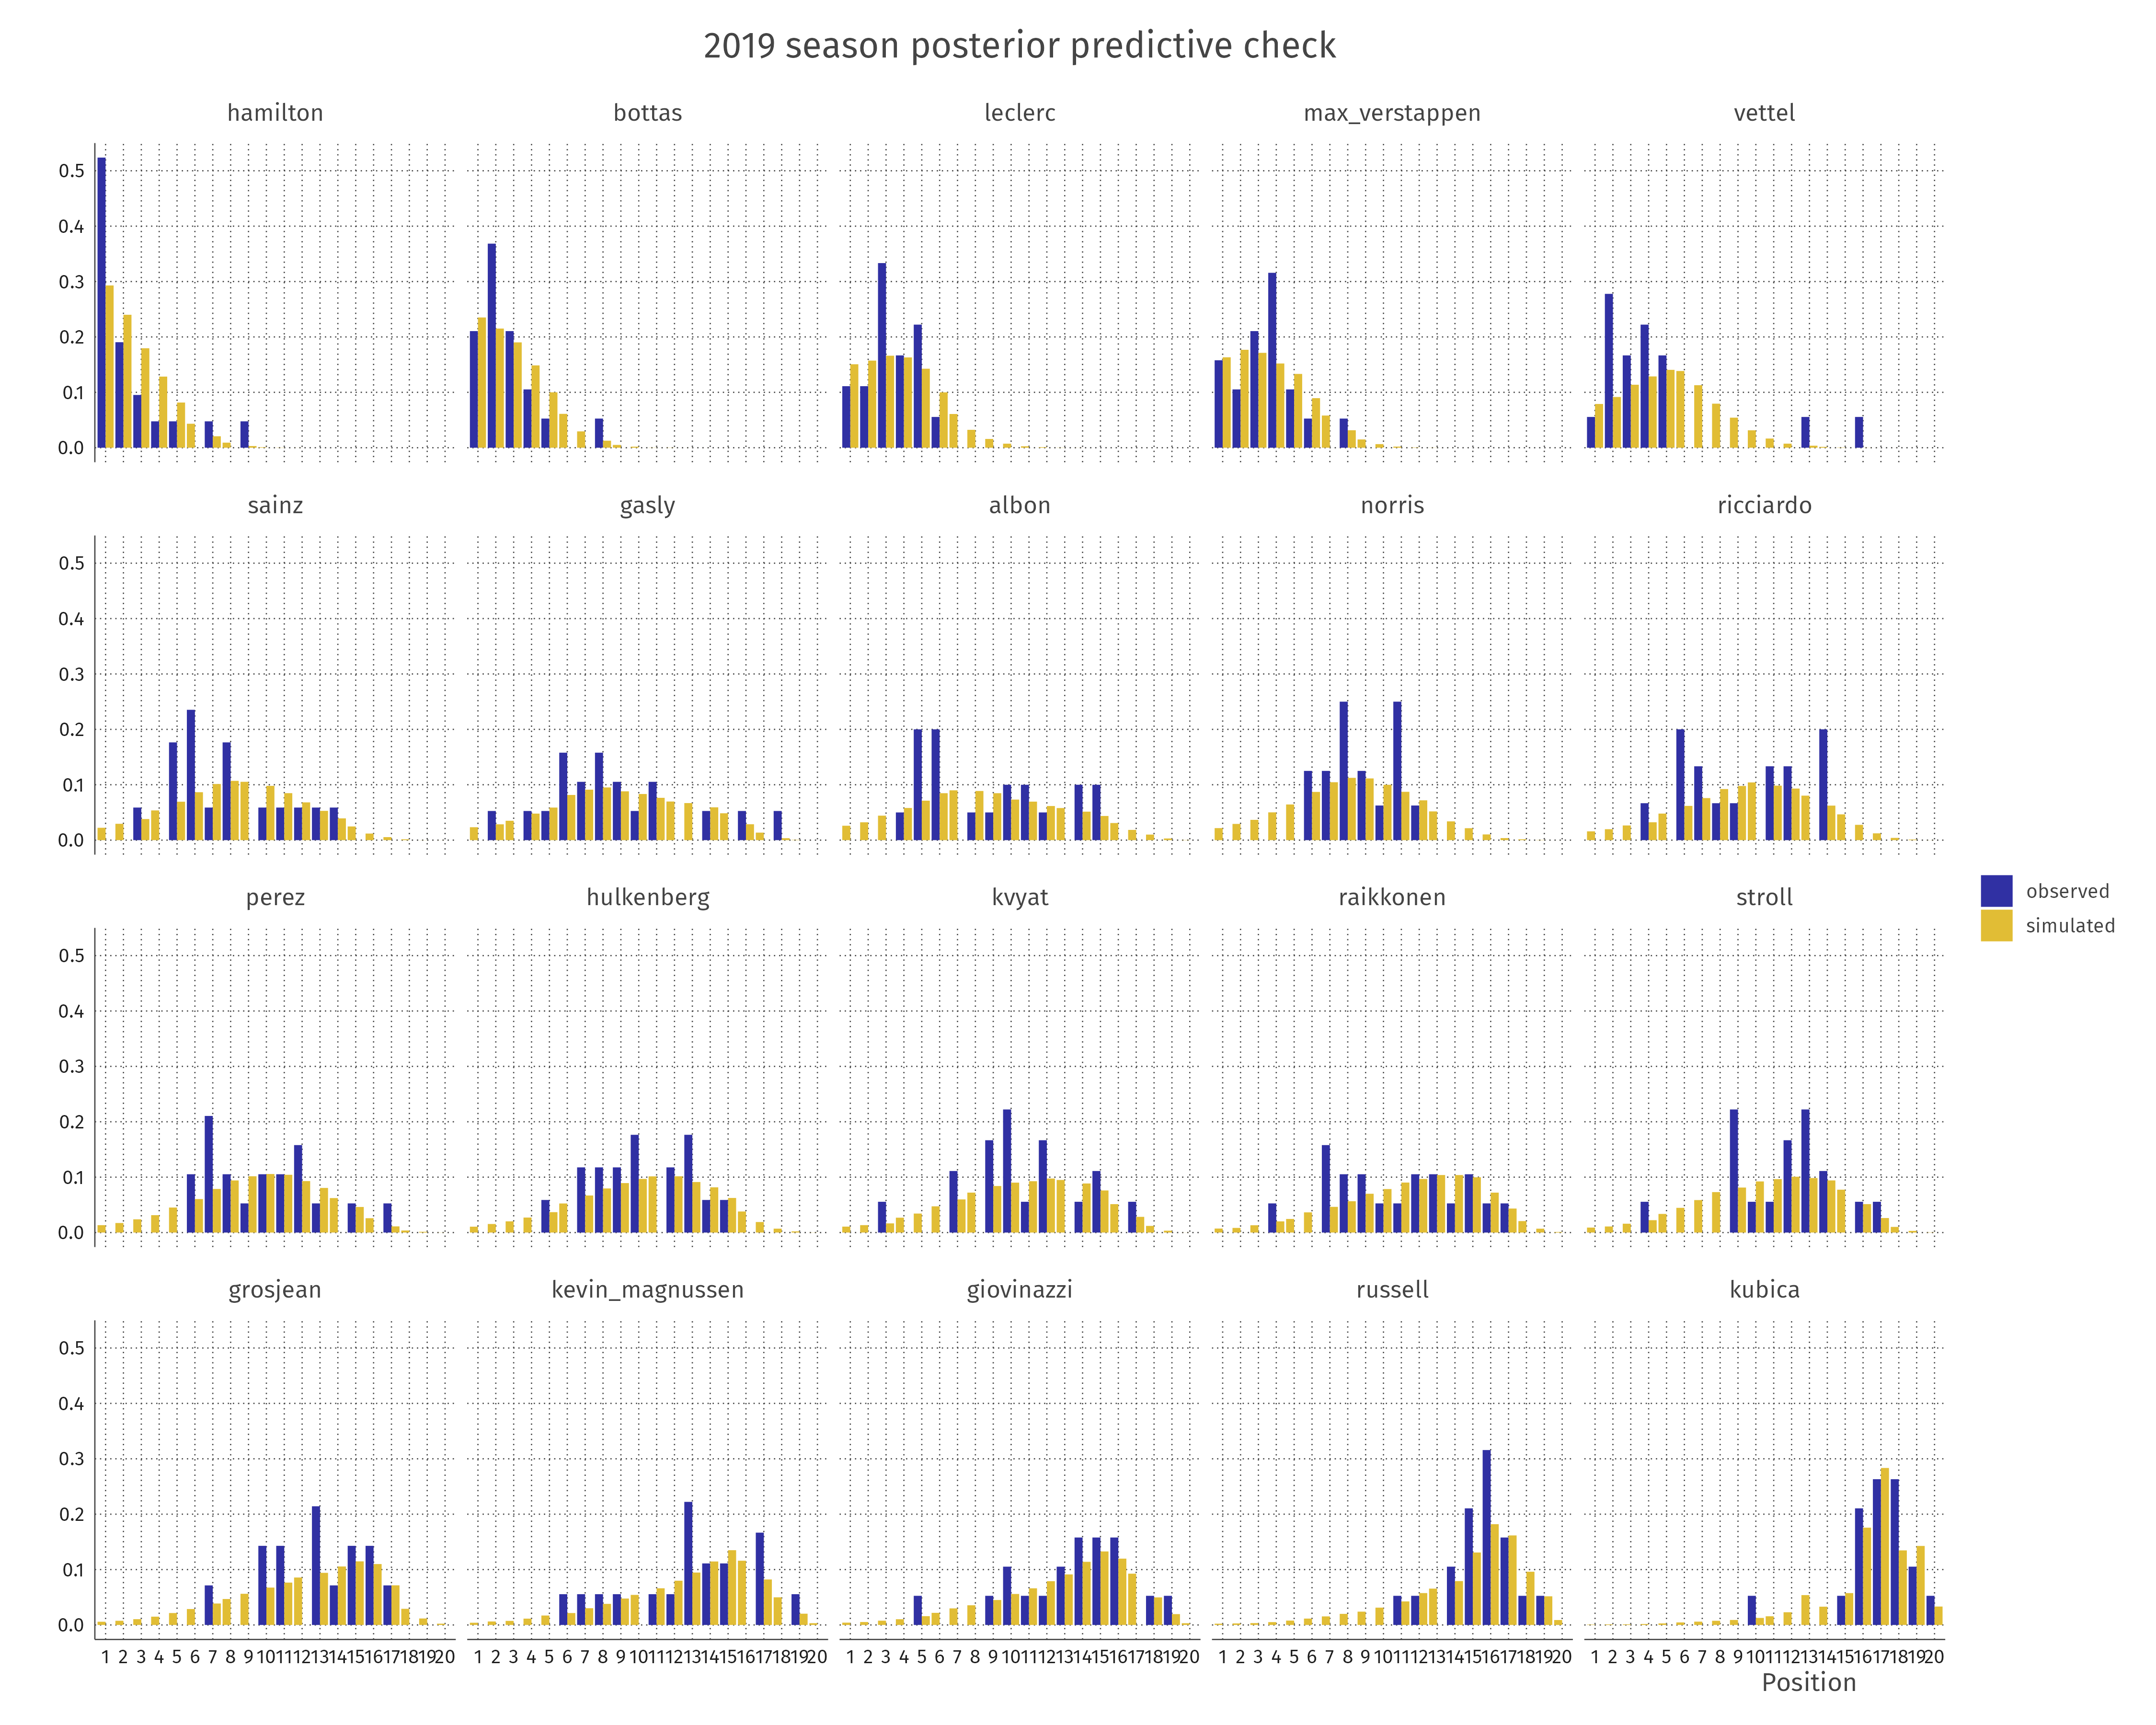 2019 season posterior predictive check
hamilton bottas leclerc max_verstappen vettel
0.5
0.4
0.3
0.2
0.1
0.0
sainz gasly albon norris ricciardo
0.5
0.4
0.3
0.2
0.1
0.0
perez hulkenberg kvyat raikkonen stroll
0.5
0.4
0.3
0.2
0.1
0.0
observed
simulated
grosjean kevin_magnussen giovinazzi russell kubica
0.5
0.4
0.3
0.2
0.1
0.0
1 2 3 4 5 6 7 8 9 10 11 12 13 14 15 16 17 18 19 20 1 2 3 4 5 6 7 8 9 10 11 12 13 14 15 16 17 18 19 20 1 2 3 4 5 6 7 8 9 10 11 12 13 14 15 16 17 18 19 20 1 2 3 4 5 6 7 8 9 10 11 12 13 14 15 16 17 18 19 20 1 2 3 4 5 6 7 8 9 10 11 12 13 14 15 16 17 18 19 20
Position